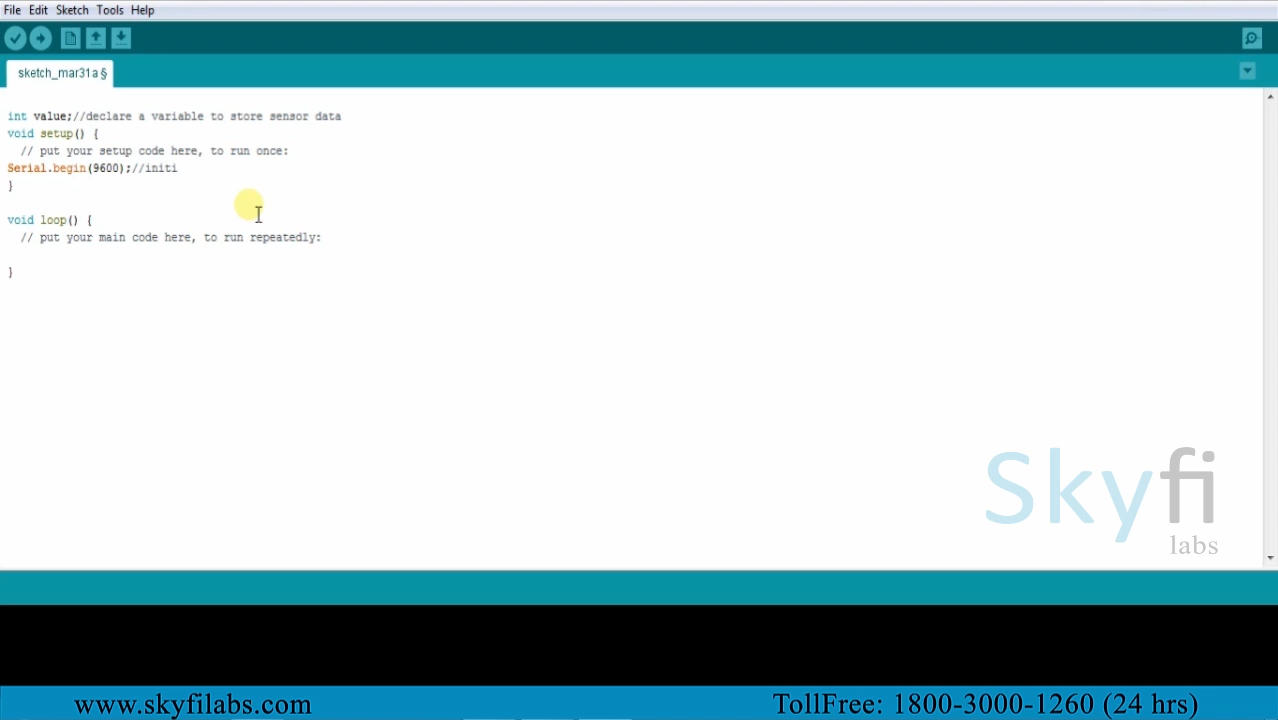 File Edit Sketch Tools Help
sketch_mar31a §
int value;//declare a variable to store sensor data
void setup() {
// put your setup code here, to run once:
Serial.begin(9600);//initi
}
void loop() {
// put your main code here, to run repeatedly:
}
Skyfi
labs
www.skyfilabs.com
TollFree: 1800-3000-1260 (24 hrs)